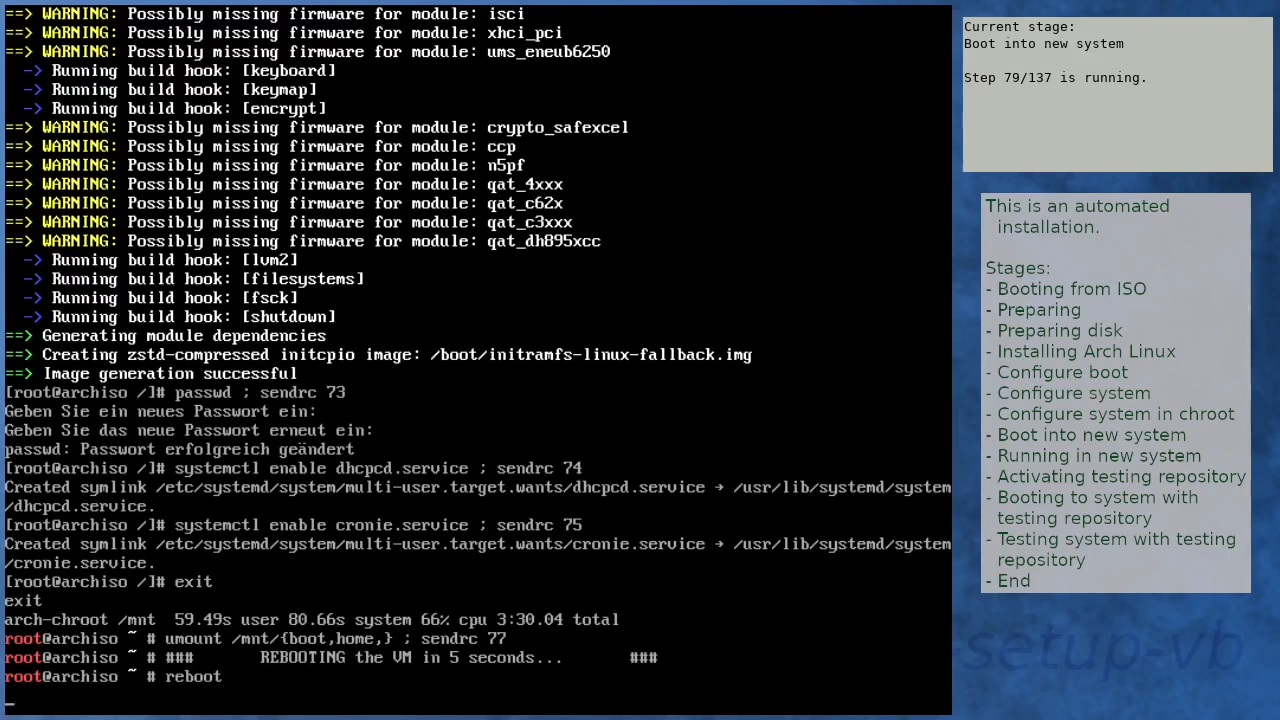 ==> WARNING: Possibly missing firmware for module: isci
==> WARNING: Possibly missing firmware for module: xhci_pci
==> WARNING: Possibly missing firmware for module: ums_eneub6250
  -> Running build hook: [keyboard]
  -> Running build hook: [keymap]
  -> Running build hook: [encrypt]
==> WARNING: Possibly missing firmware for module: crypto_safexcel
==> WARNING: Possibly missing firmware for module: ccp
==> WARNING: Possibly missing firmware for module: n5pf
==> WARNING: Possibly missing firmware for module: qat_4xxx
==> WARNING: Possibly missing firmware for module: qat_c62x
==> WARNING: Possibly missing firmware for module: qat_c3xxx
==> WARNING: Possibly missing firmware for module: qat_dh895xcc
  -> Running build hook: [lvm2]
  -> Running build hook: [filesystems]
  -> Running build hook: [fsck]
  -> Running build hook: [shutdown]
==> Generating module dependencies
==> Creating zstd-compressed initcpio image: /boot/initramfs-linux-fallback.img
==> Image generation successful
[root@archiso /]# passwd ; sendrc 73
Geben Sie ein neues Passwort ein:
Geben Sie das neue Passwort erneut ein:
passwd: Passwort erfolgreich geändert
[root@archiso /]# systemctl enable dhcpcd.service ; sendrc 74
Created symlink /etc/systemd/system/multi-user.target.wants/dhcpcd.service → /usr/lib/systemd/system
/dhcpcd.service.
[root@archiso /]# systemctl enable cronie.service ; sendrc 75
Created symlink /etc/systemd/system/multi-user.target.wants/cronie.service → /usr/lib/systemd/system
/cronie.service.
[root@archiso /]# exit
exit
arch-chroot /mnt  59.49s user 80.66s system 66% cpu 3:30.04 total
root@archiso ~ # umount /mnt/{boot,home,} ; sendrc 77
root@archiso ~ # ###       REBOOTING the VM in 5 seconds...       ###
root@archiso ~ # reboot
Current stage:
Boot into new system
Step 79/137 is running.
This is an automated
installation.
Stages:
- Booting from ISO
- Preparing
- Preparing disk
- Installing Arch Linux
- Configure boot
- Configure system
- Configure system in chroot
- Boot into new system
- Running in new system
- Activating testing repository
- Booting to system with
testing repository
- Testing system with testing
repository
- End
-setup-vb